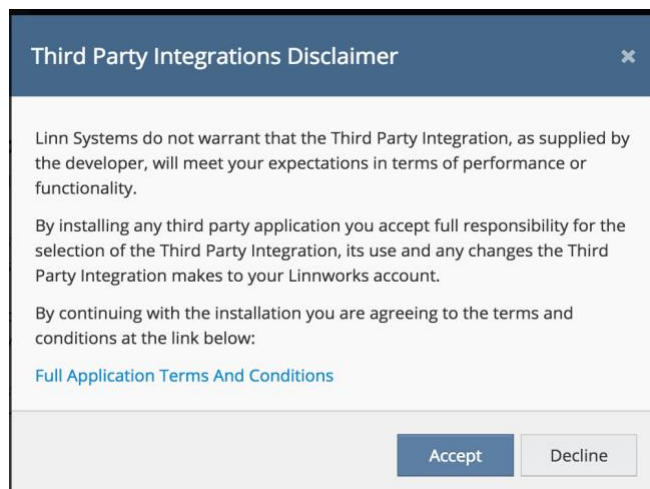 Third Party Integrations Disclaimer
Linn Systems do not warrant that the Third Party Integration, as supplied by
the developer, will meet your expectations in terms of performance or
functionality.
By installing any third party application you accept full responsibility for the
selection of the Third Party Integration, its use and any changes the Third
Party Integration makes to your Linnworks account.
By continuing with the installation you are agreeing to the terms and
conditions at the link below:
Full Application Terms And Conditions
Accept Decline